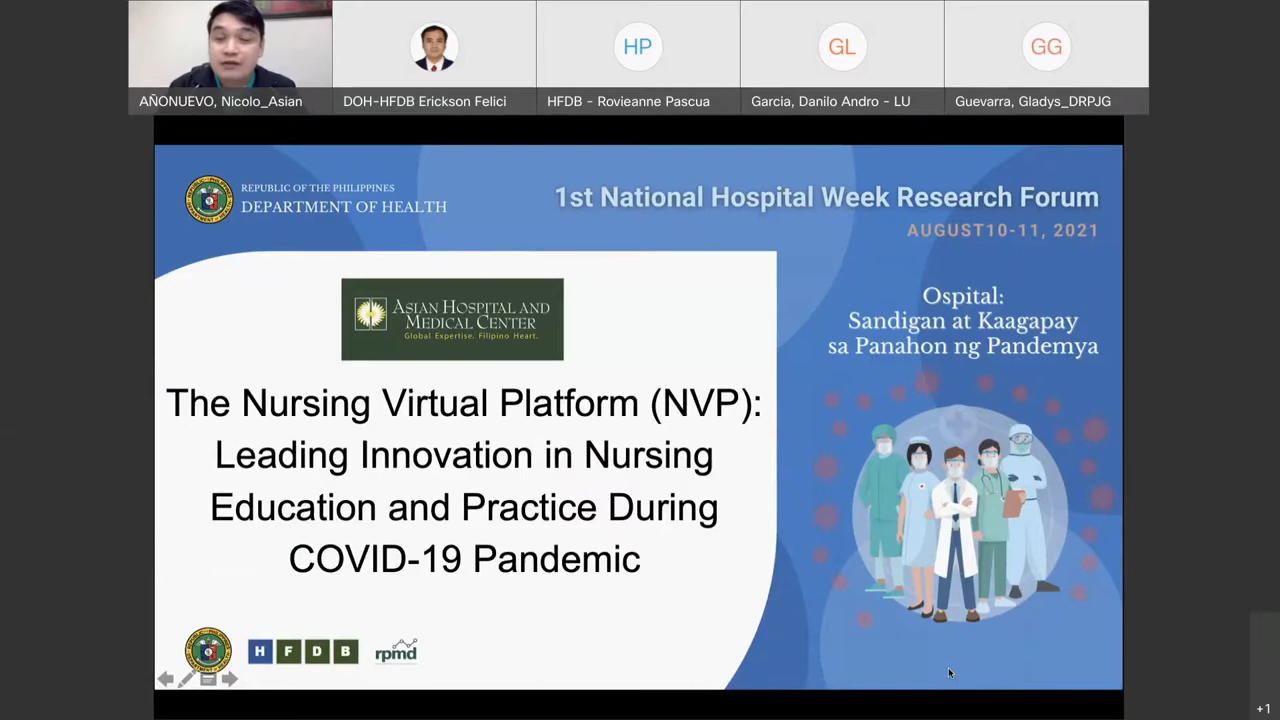 HP
GL
GG
AÑONUEVO, Nicolo_Asian
DOH-HFDB Erickson Felici
HFDB - Rovieanne Pascua
Garcia, Danilo Andro - LU
Guevarra, Gladys_DRPJG
REPUBLIC OF THE PHILIPPINES
DEPARTMENT OF HEALTH
1st National Hospital Week Research Forum
AUGUST10-11, 2021
ASIAN HOSPITAL AND
MEDICAL CENTER
Global Expertise. Filipino Heart.
Ospital:
Sandigan at Kaagapay
sa Panahon ng Pandemya
The Nursing Virtual Platform (NVP):
Leading Innovation in Nursing
Education and Practice During
COVID-19 Pandemic
H F D B
rpmd
+1